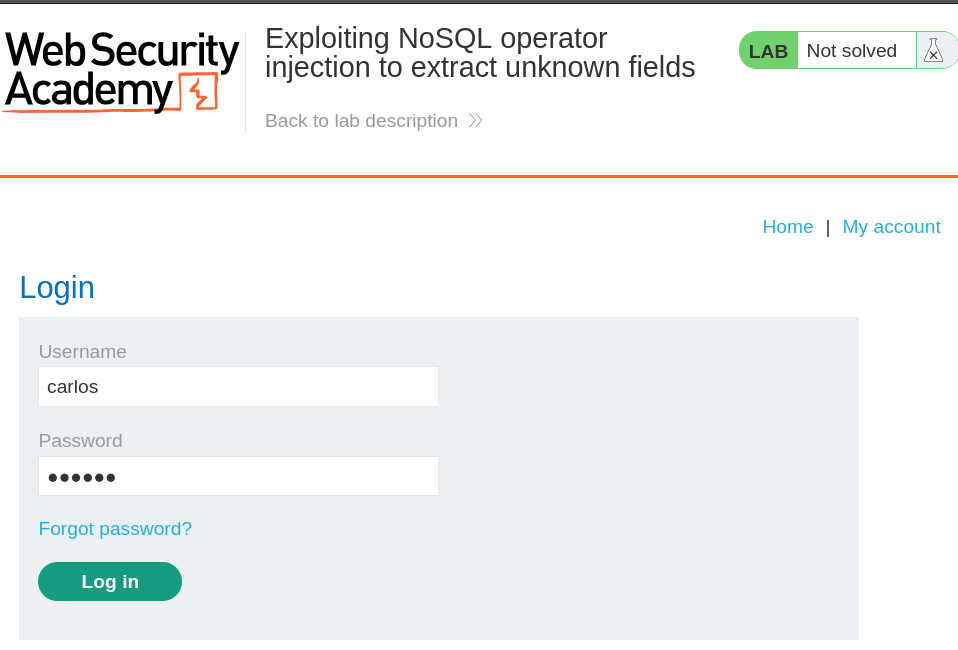 Web Security
Academy
Exploiting NoSQL operator
injection to extract unknown fields
Back to lab description
LAB Not solved
Home | My account
Login
Username
carlos
Password
●●●●●●
Forgot password?
Log in